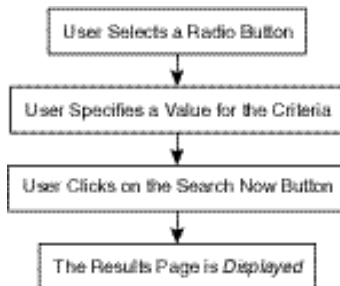 User Selects a Radio Button
User Specifies a Value for the Criteria
User Clicks on the Search Now Button
The Results Page is Displayed